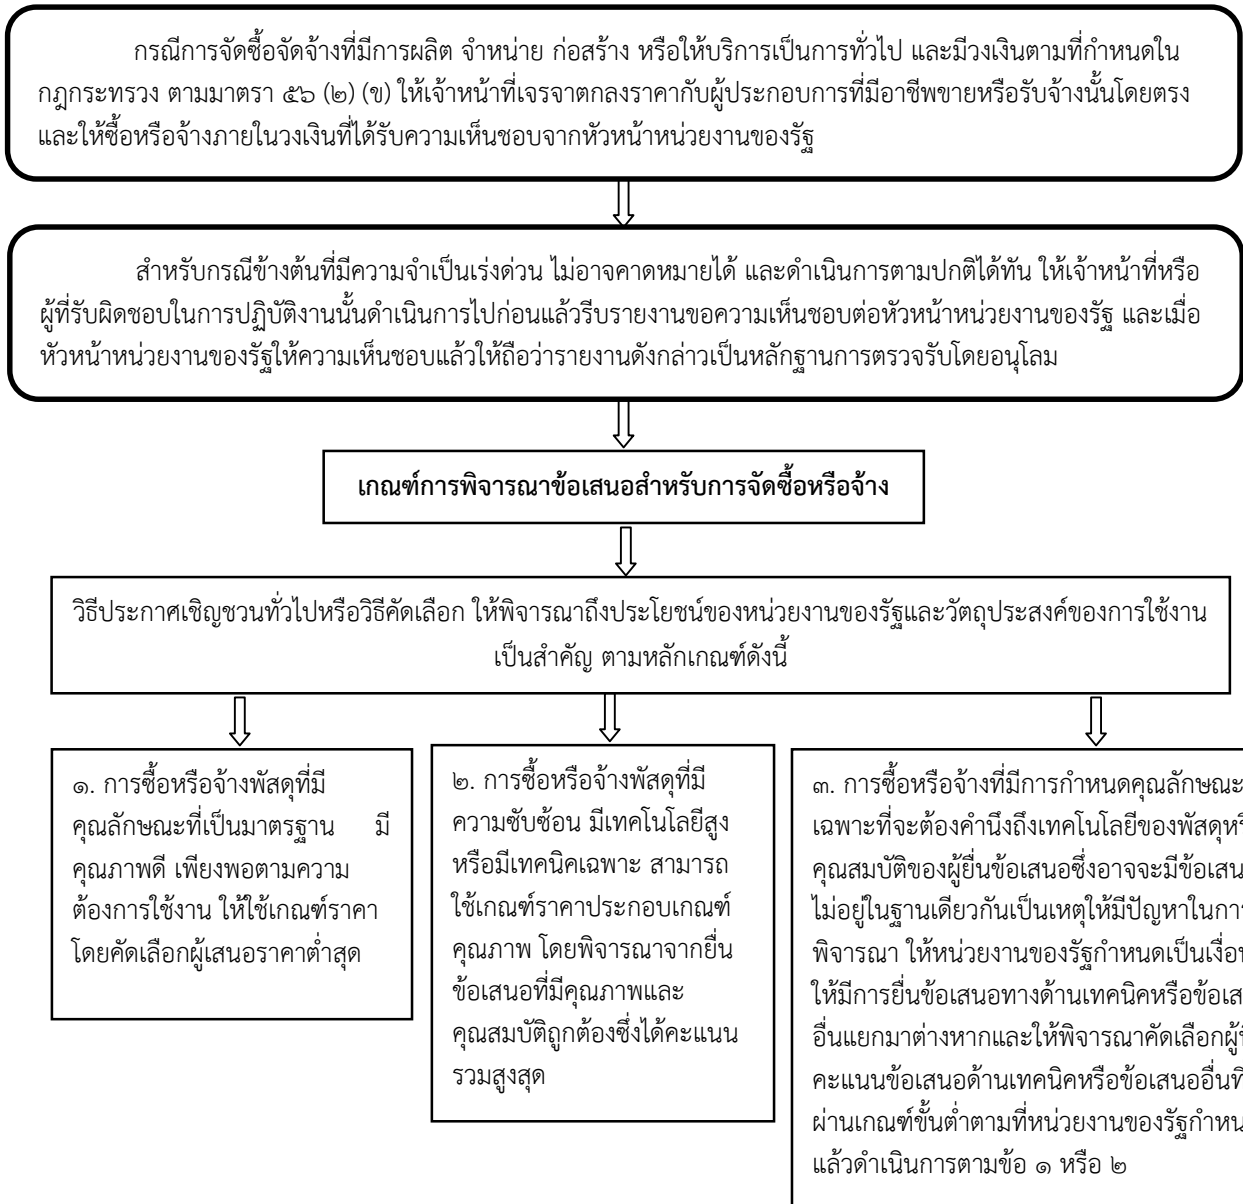 กรณีการจัดซื้อจัดจ้างที่มีการผลิต จำหน่าย ก่อสร้าง หรือให้บริการเป็นการทั่วไป และมีวงเงินตามที่กำหนดใน
กฎกระทรวง ตามมาตรา ๕๖ (๒) (ข) ให้เจ้าหน้าที่เจรจาตกลงราคากับผู้ประกอบการที่มีอาชีพขายหรือรับจ้างนั้นโดยตรง
และให้ซื้อหรือจ้างภายในวงเงินที่ได้รับความเห็นชอบจากหัวหน้าหน่วยงานของรัฐ
สำหรับกรณีข้างต้นที่มีความจำเป็นเร่งด่วน ไม่อาจคาดหมายได้ และดำเนินการตามปกติได้ทัน ให้เจ้าหน้าที่หรือ
ผู้ที่รับผิดชอบในการปฏิบัติงานนั้นดำเนินการไปก่อนแล้วรีบรายงานขอความเห็นชอบต่อหัวหน้าหน่วยงานของรัฐ และเมื่อ
หัวหน้าหน่วยงานของรัฐให้ความเห็นชอบแล้วให้ถือว่ารายงานดังกล่าวเป็นหลักฐานการตรวจรับโดยอนุโลม
เกณฑ์การพิจารณาข้อเสนอสำหรับการจัดซื้อหรือจ้าง
วิธีประกาศเชิญชวนทั่วไปหรือวิธีคัดเลือก ให้พิจารณาถึงประโยชน์ของหน่วยงานของรัฐและวัตถุประสงค์ของการใช้งาน
เป็นสำคัญ ตามหลักเกณฑ์ดังนี้
๑. การซื้อหรือจ้างพัสดุที่มี
คุณลักษณะที่เป็นมาตรฐาน มี
คุณภาพดี เพียงพอตามความ
ต้องการใช้งาน ให้ใช้เกณฑ์ราคา
โดยคัดเลือกผู้เสนอราคาต่ำสุด
๒. การซื้อหรือจ้างพัสดุที่มี
ความซับซ้อน มีเทคโนโลยีสูง
หรือมีเทคนิคเฉพาะ สามารถ
ใช้เกณฑ์ราคาประกอบเกณฑ์
คุณภาพ โดยพิจารณาจากยื่น
ข้อเสนอที่มีคุณภาพและ
คุณสมบัติถูกต้องซึ่งได้คะแนน
รวมสูงสุด
๓. การซื้อหรือจ้างที่มีการกำหนดคุณลักษณะ
เฉพาะที่จะต้องคำนึงถึงเทคโนโลยีของพัสดุ
คุณสมบัติของผู้ยื่นข้อเสนอซึ่งอาจจะมี
ไม่อยู่ในฐานเดียวกันเป็นเหตุให้มีปัญหาใน
พิจารณา ให้หน่วยงานของรัฐกำหนดเป็น
ให้มีการยื่นข้อเสนอทางด้านเทคนิคหรือ
อื่นแยกมาต่างหากและให้พิจารณาคัดเลือก
คะแนนข้อเสนอด้านเทคนิคหรือข้อเสนออื่น
ผ่านเกณฑ์ขั้นต่ำตามที่หน่วยงานของรัฐ
แล้วดำเนินการตามข้อ ๑ หรือ ๒